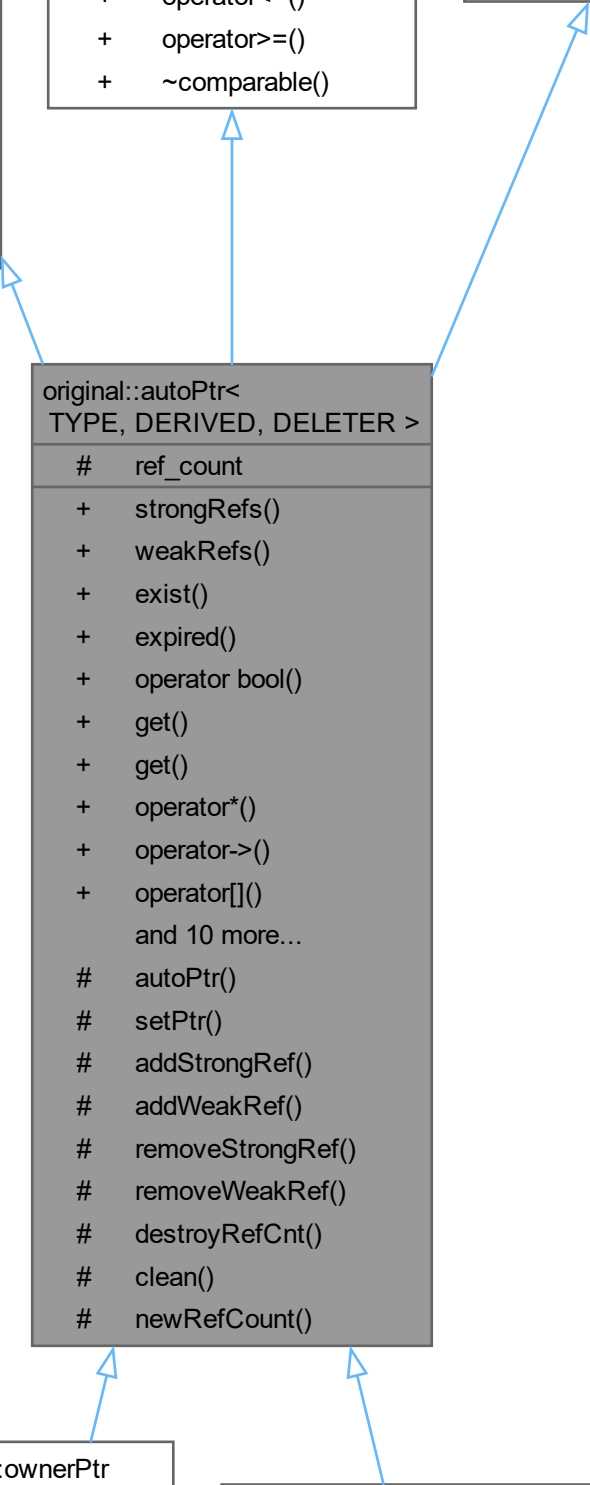 + operator>=()
+ ~comparable()
original::autoPtr<
TYPE, DERIVED, DELETER >
# ref_count
+ strongRefs()
+ weakRefs()
+ exist()
+ expired()
+ operator bool()
+ get()
+ get()
+ operator*()
+ operator->()
+ operator[]()
and 10 more...
# autoPtr()
# setPtr()
# addStrongRef()
# addWeakRef()
# removeStrongRef()
# removeWeakRef()
# destroyRefCnt()
# clean()
# newRefCount()
:ownerPtr